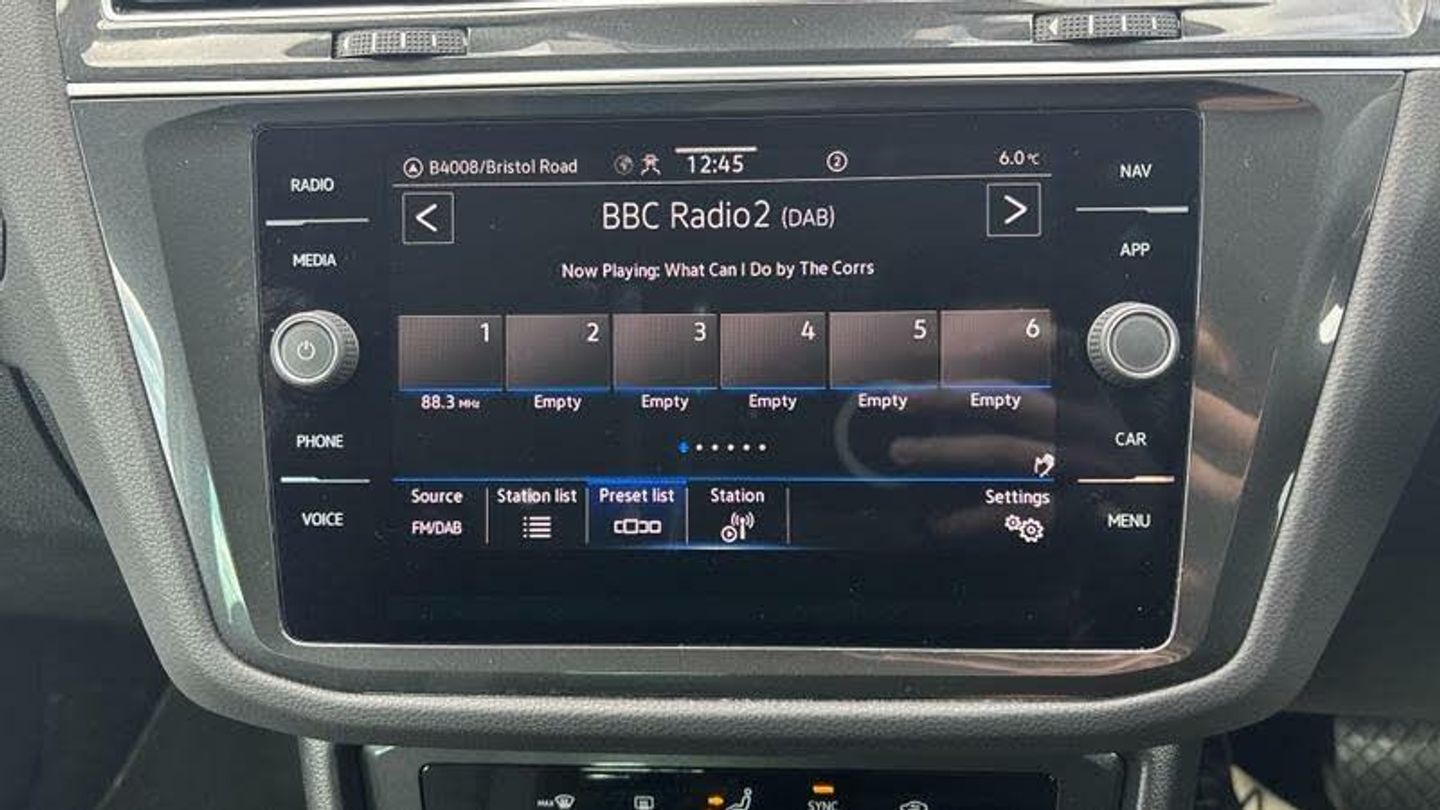 B4008/Bristol Road 12:45 2 6.0°C
RADIO
NAV
< BBC Radio2 (DAB) >
MEDIA
APP
Now Playing: What Can I Do by The Corrs
1 2 3 4 5 6
88.3 MHz Empty Empty Empty Empty Empty
PHONE
CAR
Source Station list Preset list Station Settings
FM/DAB
VOICE
MENU
MAX
SYNC